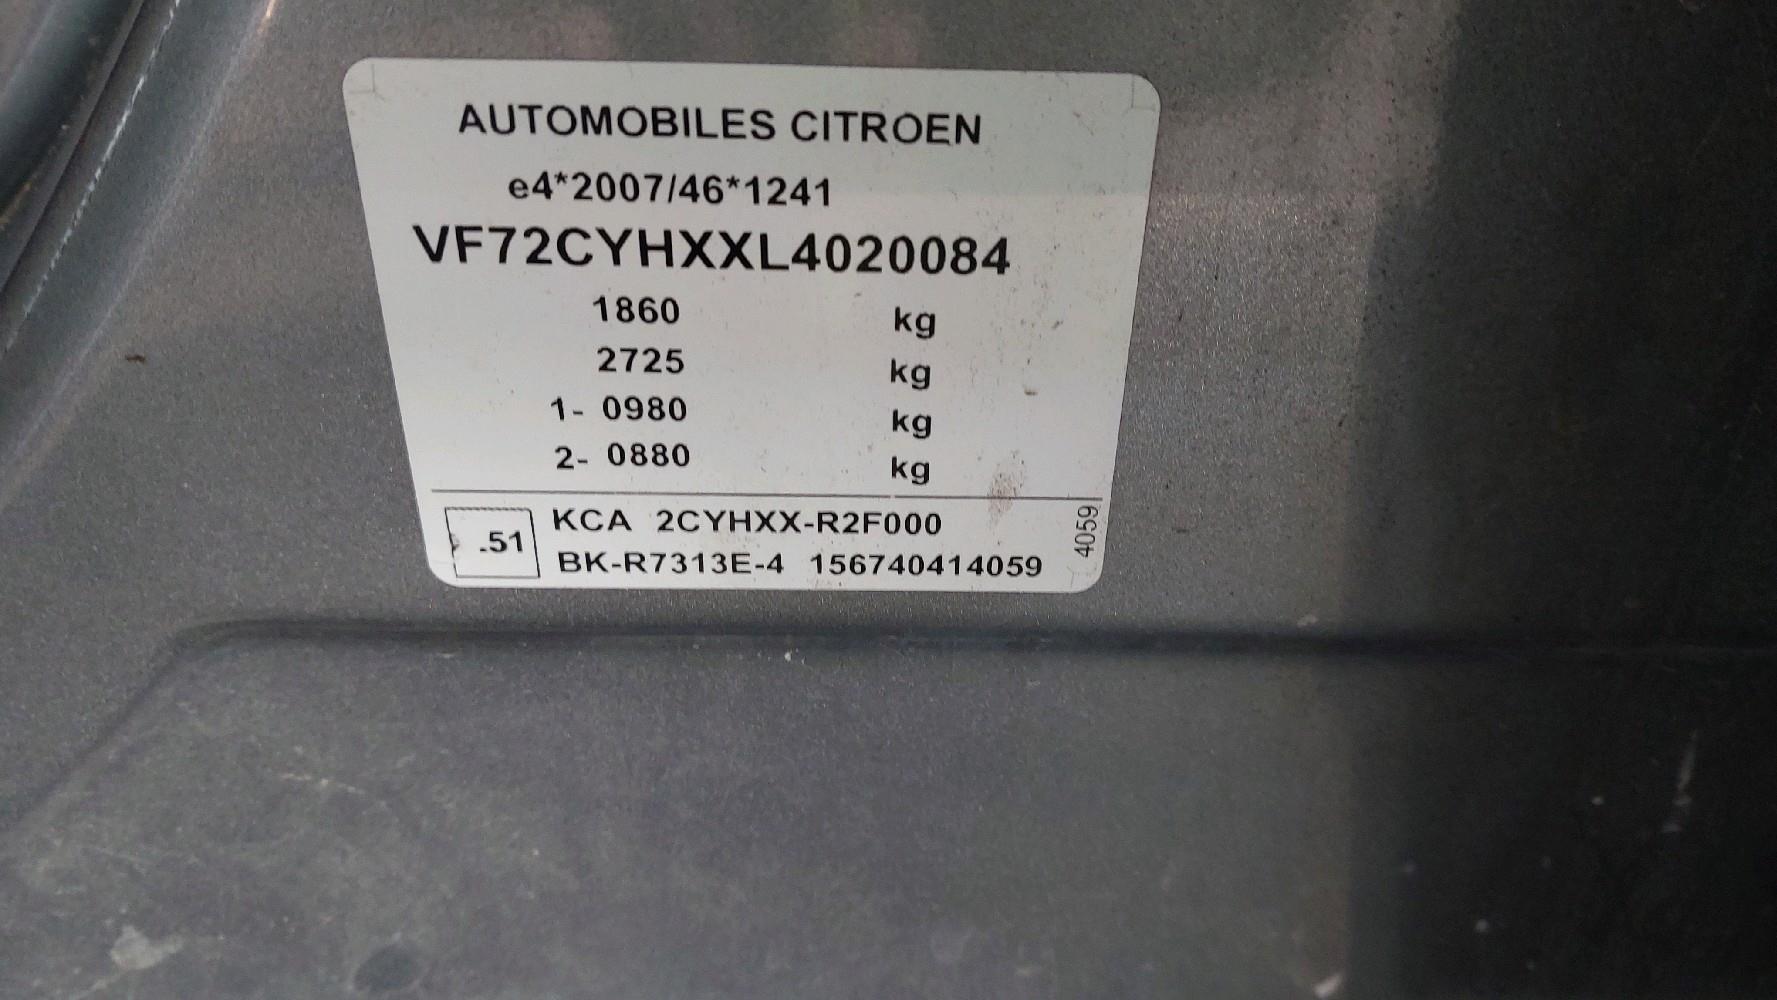 AUTOMOBILES CITROEN
e4*2007/46*1241
VF72CYHXXL4020084
1860 kg
2725 kg
1- 0980 kg
2- 0880 kg
.51
KCA 2CYHXX-R2F000
BK-R7313E-4 156740414059
4059